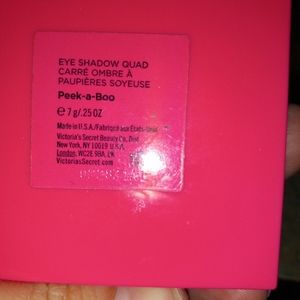 EYE SHADOW QUAD
CARRÉ OMBRE À
PAUPIÈRES SOYEUSE
Peek-a-Boo
℮ 7 g/.25 OZ
Made in U.S.A./Fabriqué aux États-Unis
Victoria's Secret Beauty Co., Dist.
New York, NY 10019 U.S.A.
London, WC2E 9BA, UK
VictoriasSecret.com